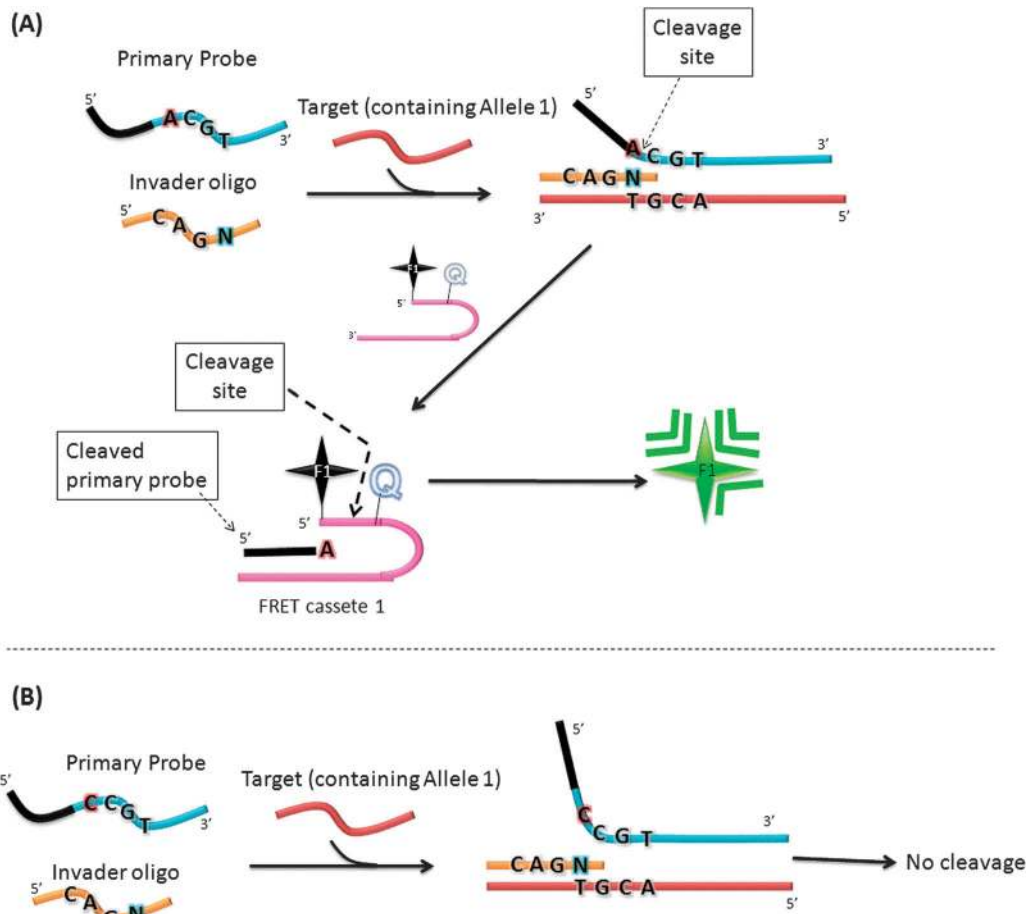 (A)
Primary Probe
5'
A C G T
3'
Invader oligo
5'
C A G N
Target (containing Allele 1)
Cleavage
site
5'
A C G T
3'
C A G N
T G C A
3'
5'
F1
Q
5'
3'
Cleavage
site
Cleaved
primary probe
F1
Q
5'
5'
A
FRET cassete 1
F1
(B)
Primary Probe
5'
C C G T
3'
Invader oligo
5'
C A G N
Target (containing Allele 1)
5'
C C G T
3'
C A G N
T G C A
5'
No cleavage